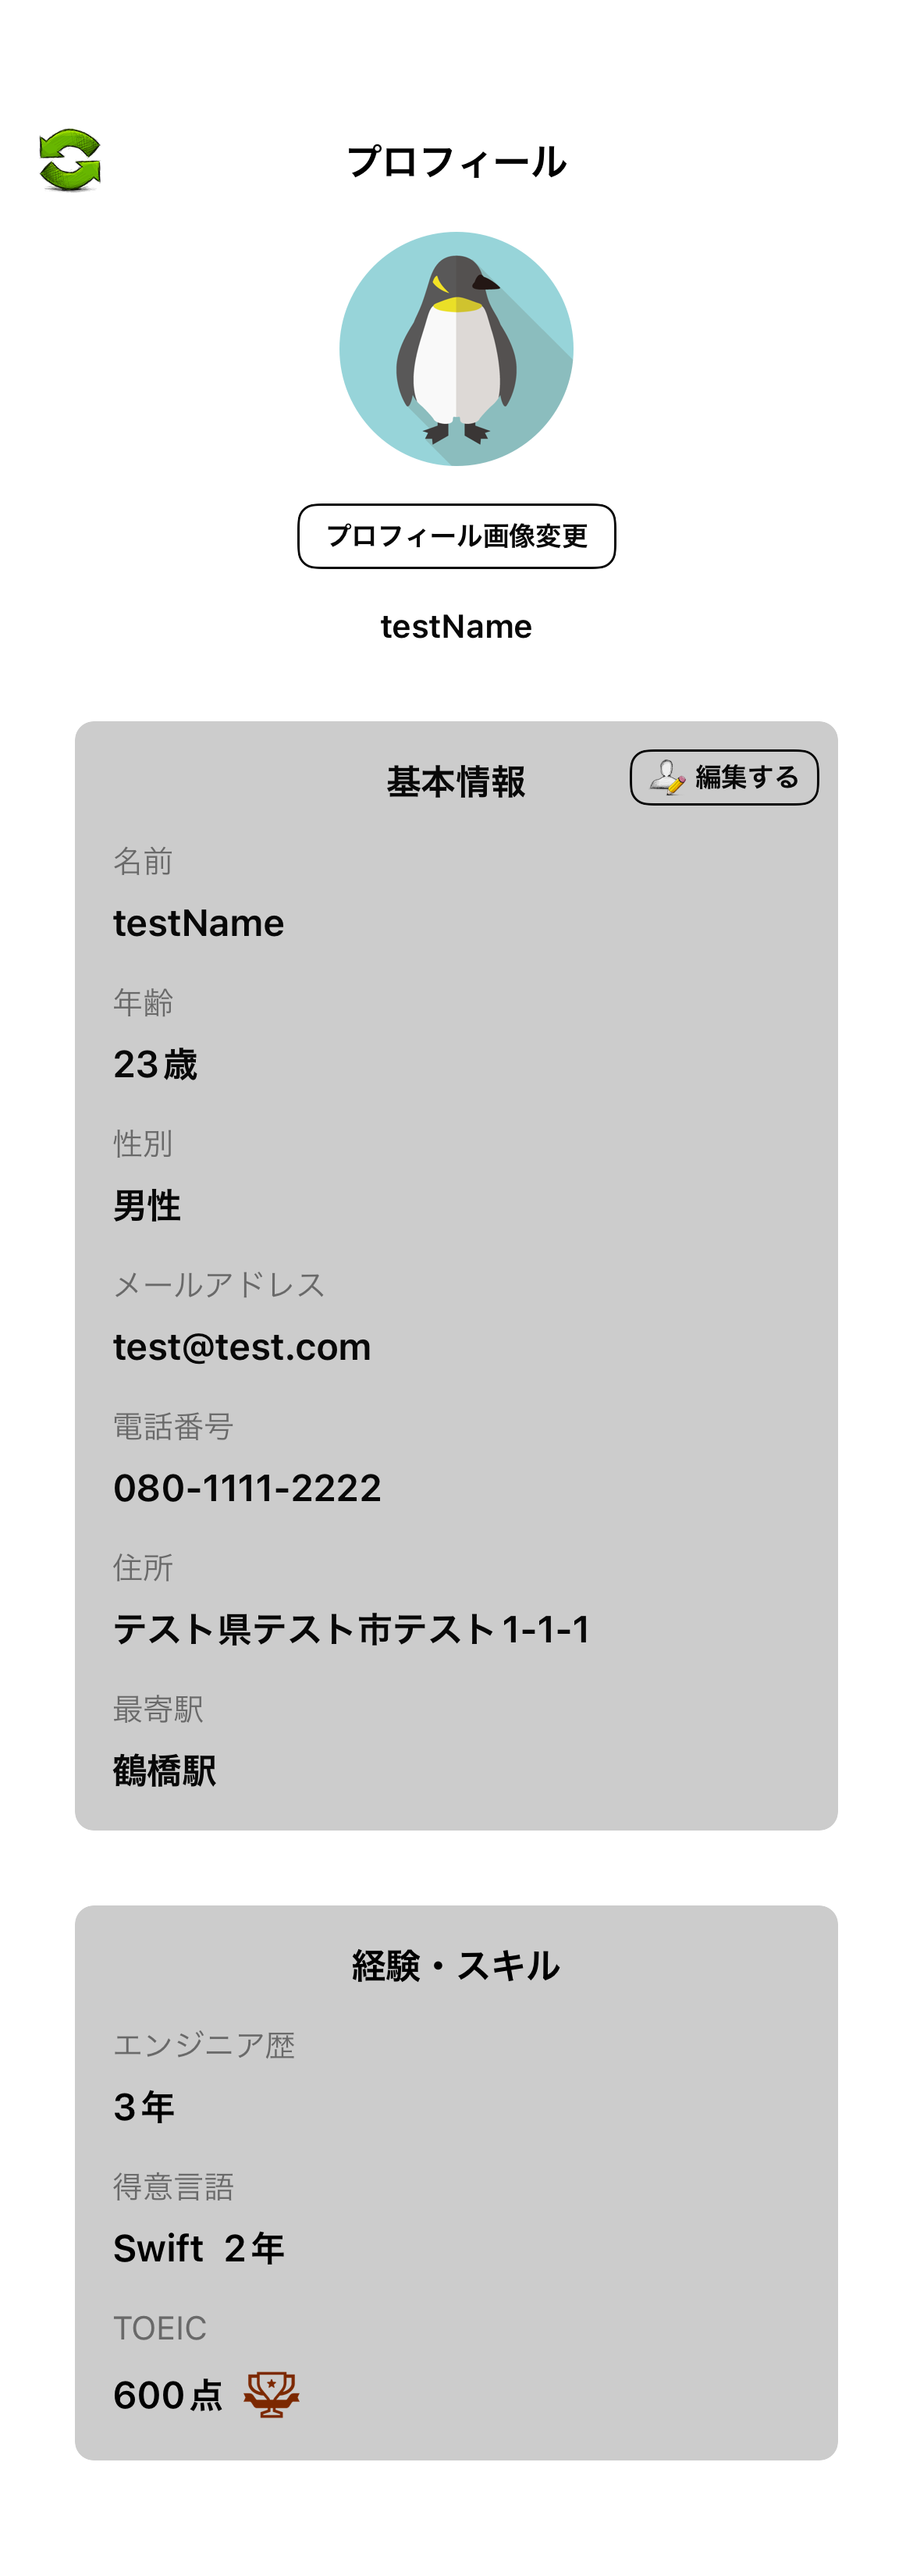 プロフィール
プロフィール画像変更
testName
基本情報
編集する
名前
testName
年齢
23歳
性別
男性
メールアドレス
test@test.com
電話番号
080-1111-2222
住所
テスト県テスト市テスト1-1-1
最寄駅
鶴橋駅
経験・スキル
エンジニア歴
3年
得意言語
Swift 2年
TOEIC
600点